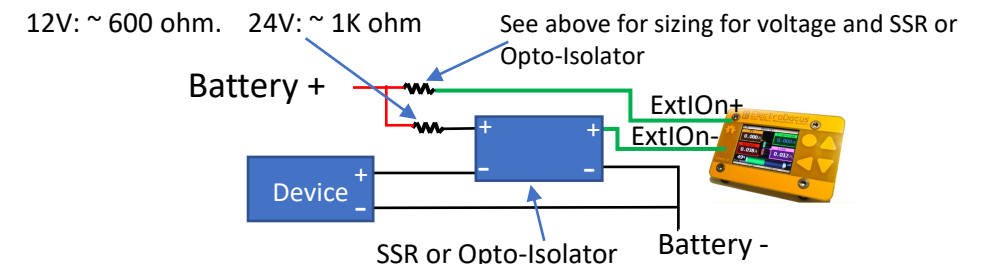 12V: ~ 600 ohm. 24V: ~ 1K ohm
See above for sizing for voltage and SSR or
Opto-Isolator
Battery +
ExtIOn+
ElectroDacus
ExtIOn-
+
+
-
-
Device
+
-
SSR or Opto-Isolator
Battery -